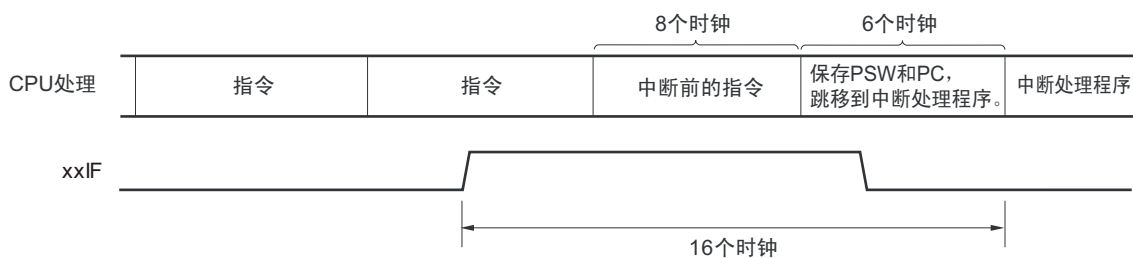 8个时钟
6个时钟
CPU处理
指令
指令
中断前的指令
保存PSW和PC，
跳移到中断处理程序。
中断处理程序
xxIF
16个时钟